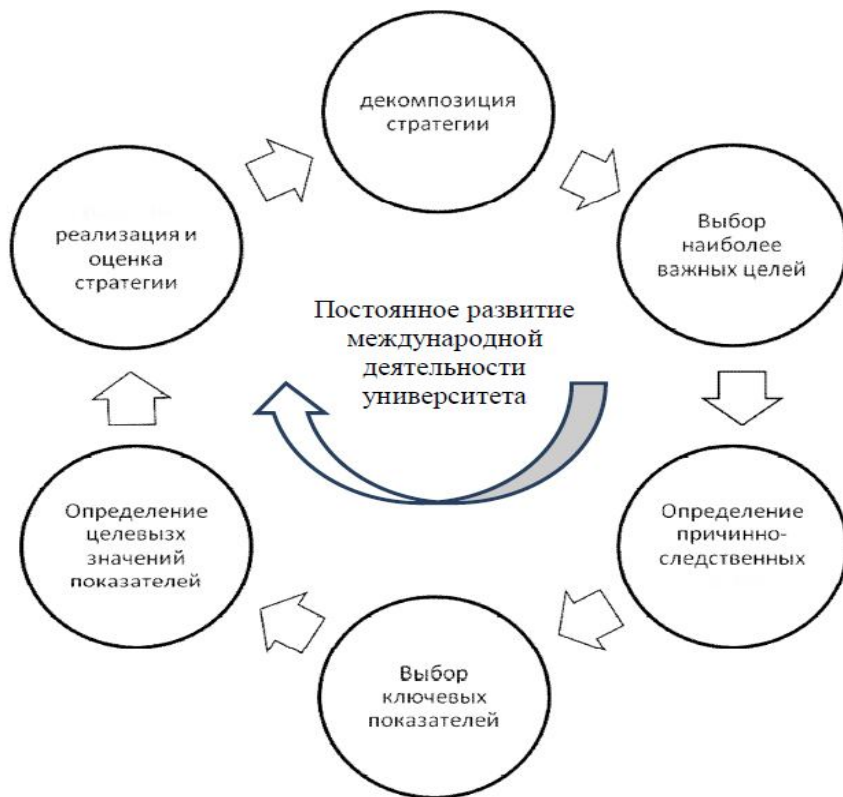 декомпозиция
стратегии
Выбор
наиболее
важных целей
Определение
причинно-
следственных
Выбор
ключевых
показателей
Определение
целевызх
значений
показателей
реализация и
оценка
стратегии
Постоянное развитие
международной
деятельности
университета